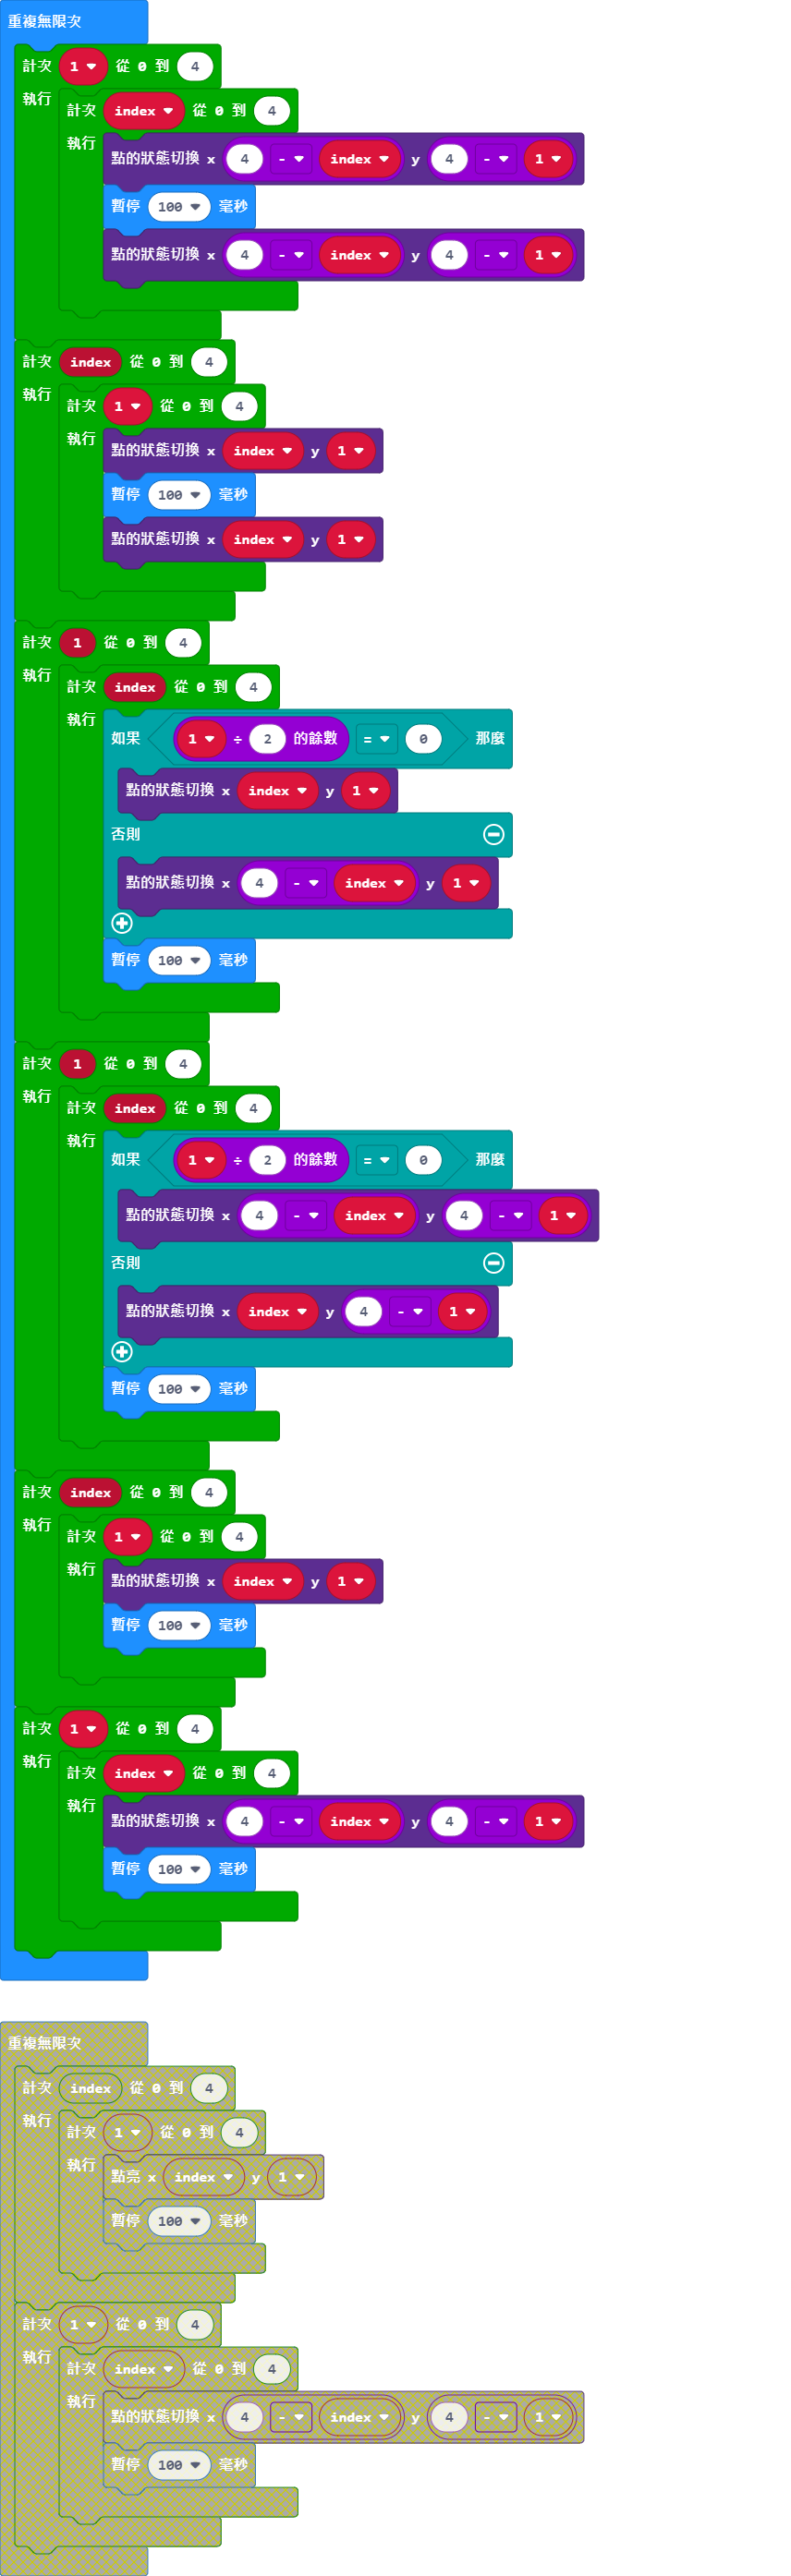 重複無限次
計次 1 從 0 到 4
執行
計次 index 從 0 到 4
執行
點的狀態切換 x 4 - index y 4 - 1
暫停 100 毫秒
點的狀態切換 x 4 - index y 4 - 1
計次 index 從 0 到 4
執行
計次 1 從 0 到 4
執行
點的狀態切換 x index y 1
暫停 100 毫秒
點的狀態切換 x index y 1
計次 1 從 0 到 4
執行
計次 index 從 0 到 4
執行
如果 1 ÷ 2 的餘數 = 0 那麼
點的狀態切換 x index y 1
否則
點的狀態切換 x 4 - index y 1
暫停 100 毫秒
計次 1 從 0 到 4
執行
計次 index 從 0 到 4
執行
如果 1 ÷ 2 的餘數 = 0 那麼
點的狀態切換 x 4 - index y 4 - 1
否則
點的狀態切換 x index y 4 - 1
暫停 100 毫秒
計次 index 從 0 到 4
執行
計次 1 從 0 到 4
執行
點的狀態切換 x index y 1
暫停 100 毫秒
計次 1 從 0 到 4
執行
計次 index 從 0 到 4
執行
點的狀態切換 x 4 - index y 4 - 1
暫停 100 毫秒
重複無限次
計次 index 從 0 到 4
執行
計次 1 從 0 到 4
執行
點亮 x index y 1
暫停 100 毫秒
計次 1 從 0 到 4
執行
計次 index 從 0 到 4
執行
點的狀態切換 x 4 - index y 4 - 1
暫停 100 毫秒